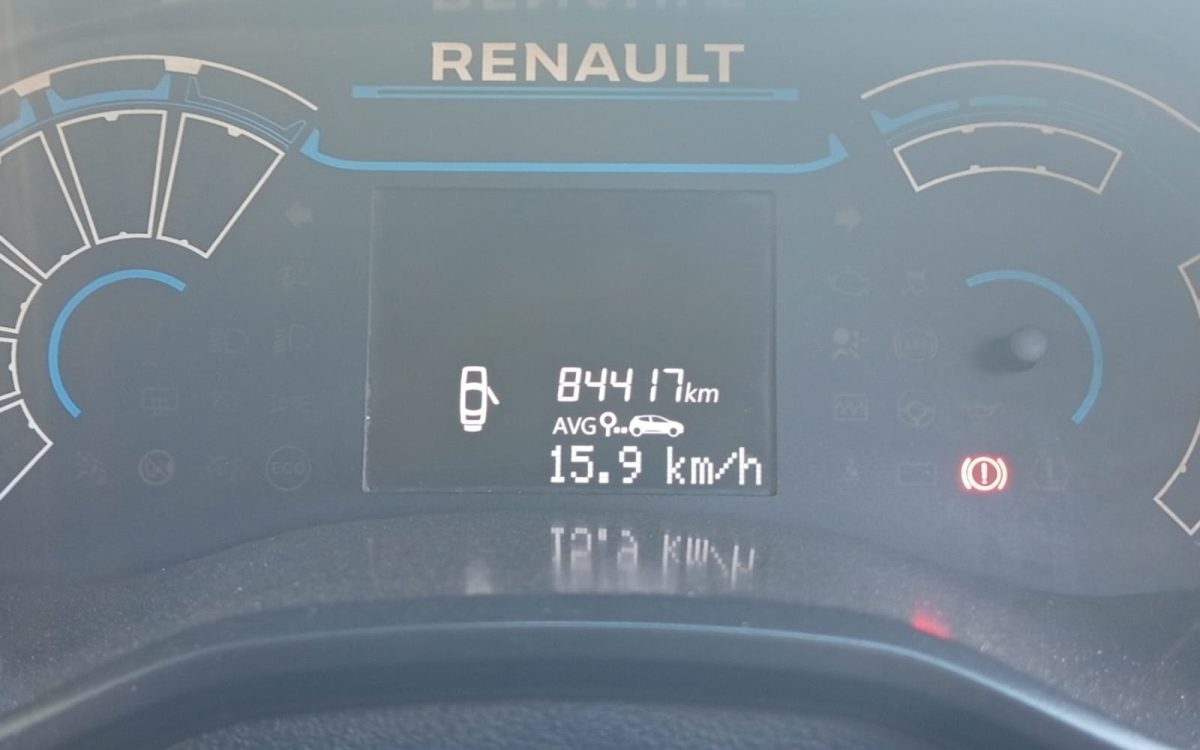 RENAULT
84417km
AVG
15.9 km/h